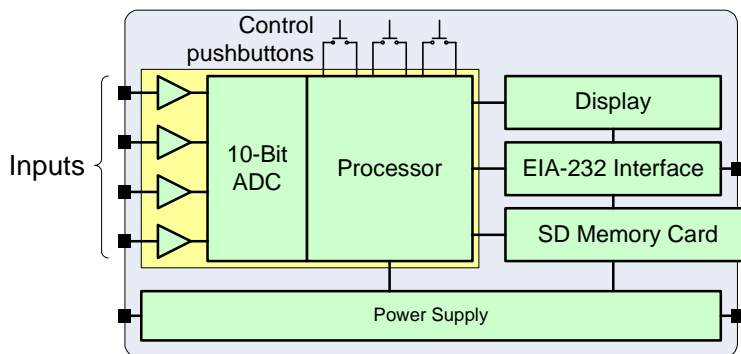 Control
pushbuttons
Inputs
10-Bit
ADC
Processor
Display
EIA-232 Interface
SD Memory Card
Power Supply